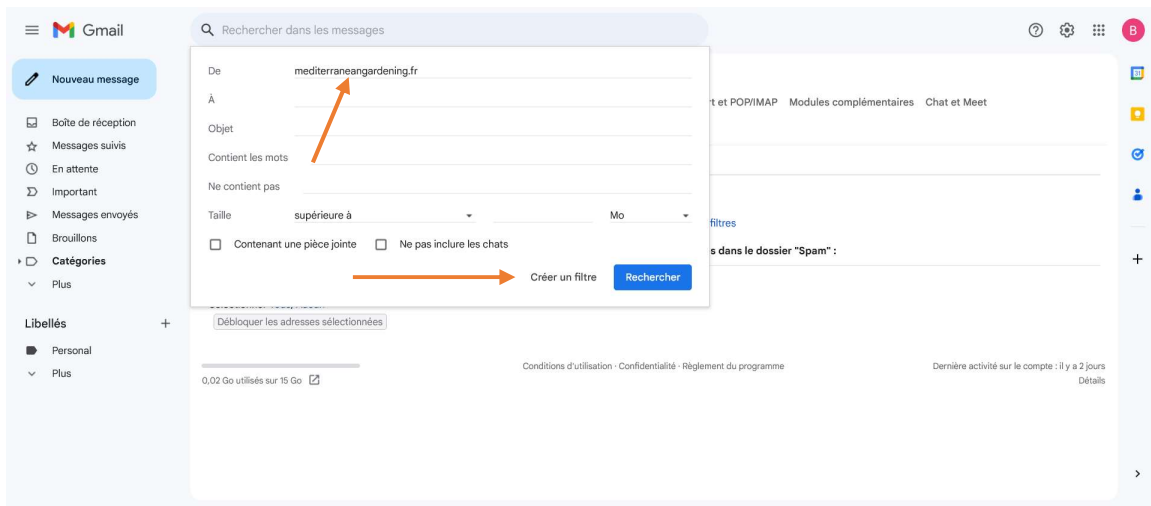 Gmail
Rechercher dans les messages
B
Nouveau message
Boîte de réception
Messages suivis
En attente
Important
Messages envoyés
Brouillons
Catégories
Plus
Libellés
+
Personal
Plus
De mediterraneangardening.fr
À
Objet
Contient les mots
Ne contient pas
Taille supérieure à Mo
Contenant une pièce jointe Ne pas inclure les chats
Créer un filtre Rechercher
rt et POP/IMAP Modules complémentaires Chat et Meet
filtres
s dans le dossier "Spam" :
Débloquer les adresses sélectionnées
0,02 Go utilisés sur 15 Go
Conditions d'utilisation · Confidentialité · Règlement du programme
Dernière activité sur le compte : il y a 2 jours
Détails
31
+